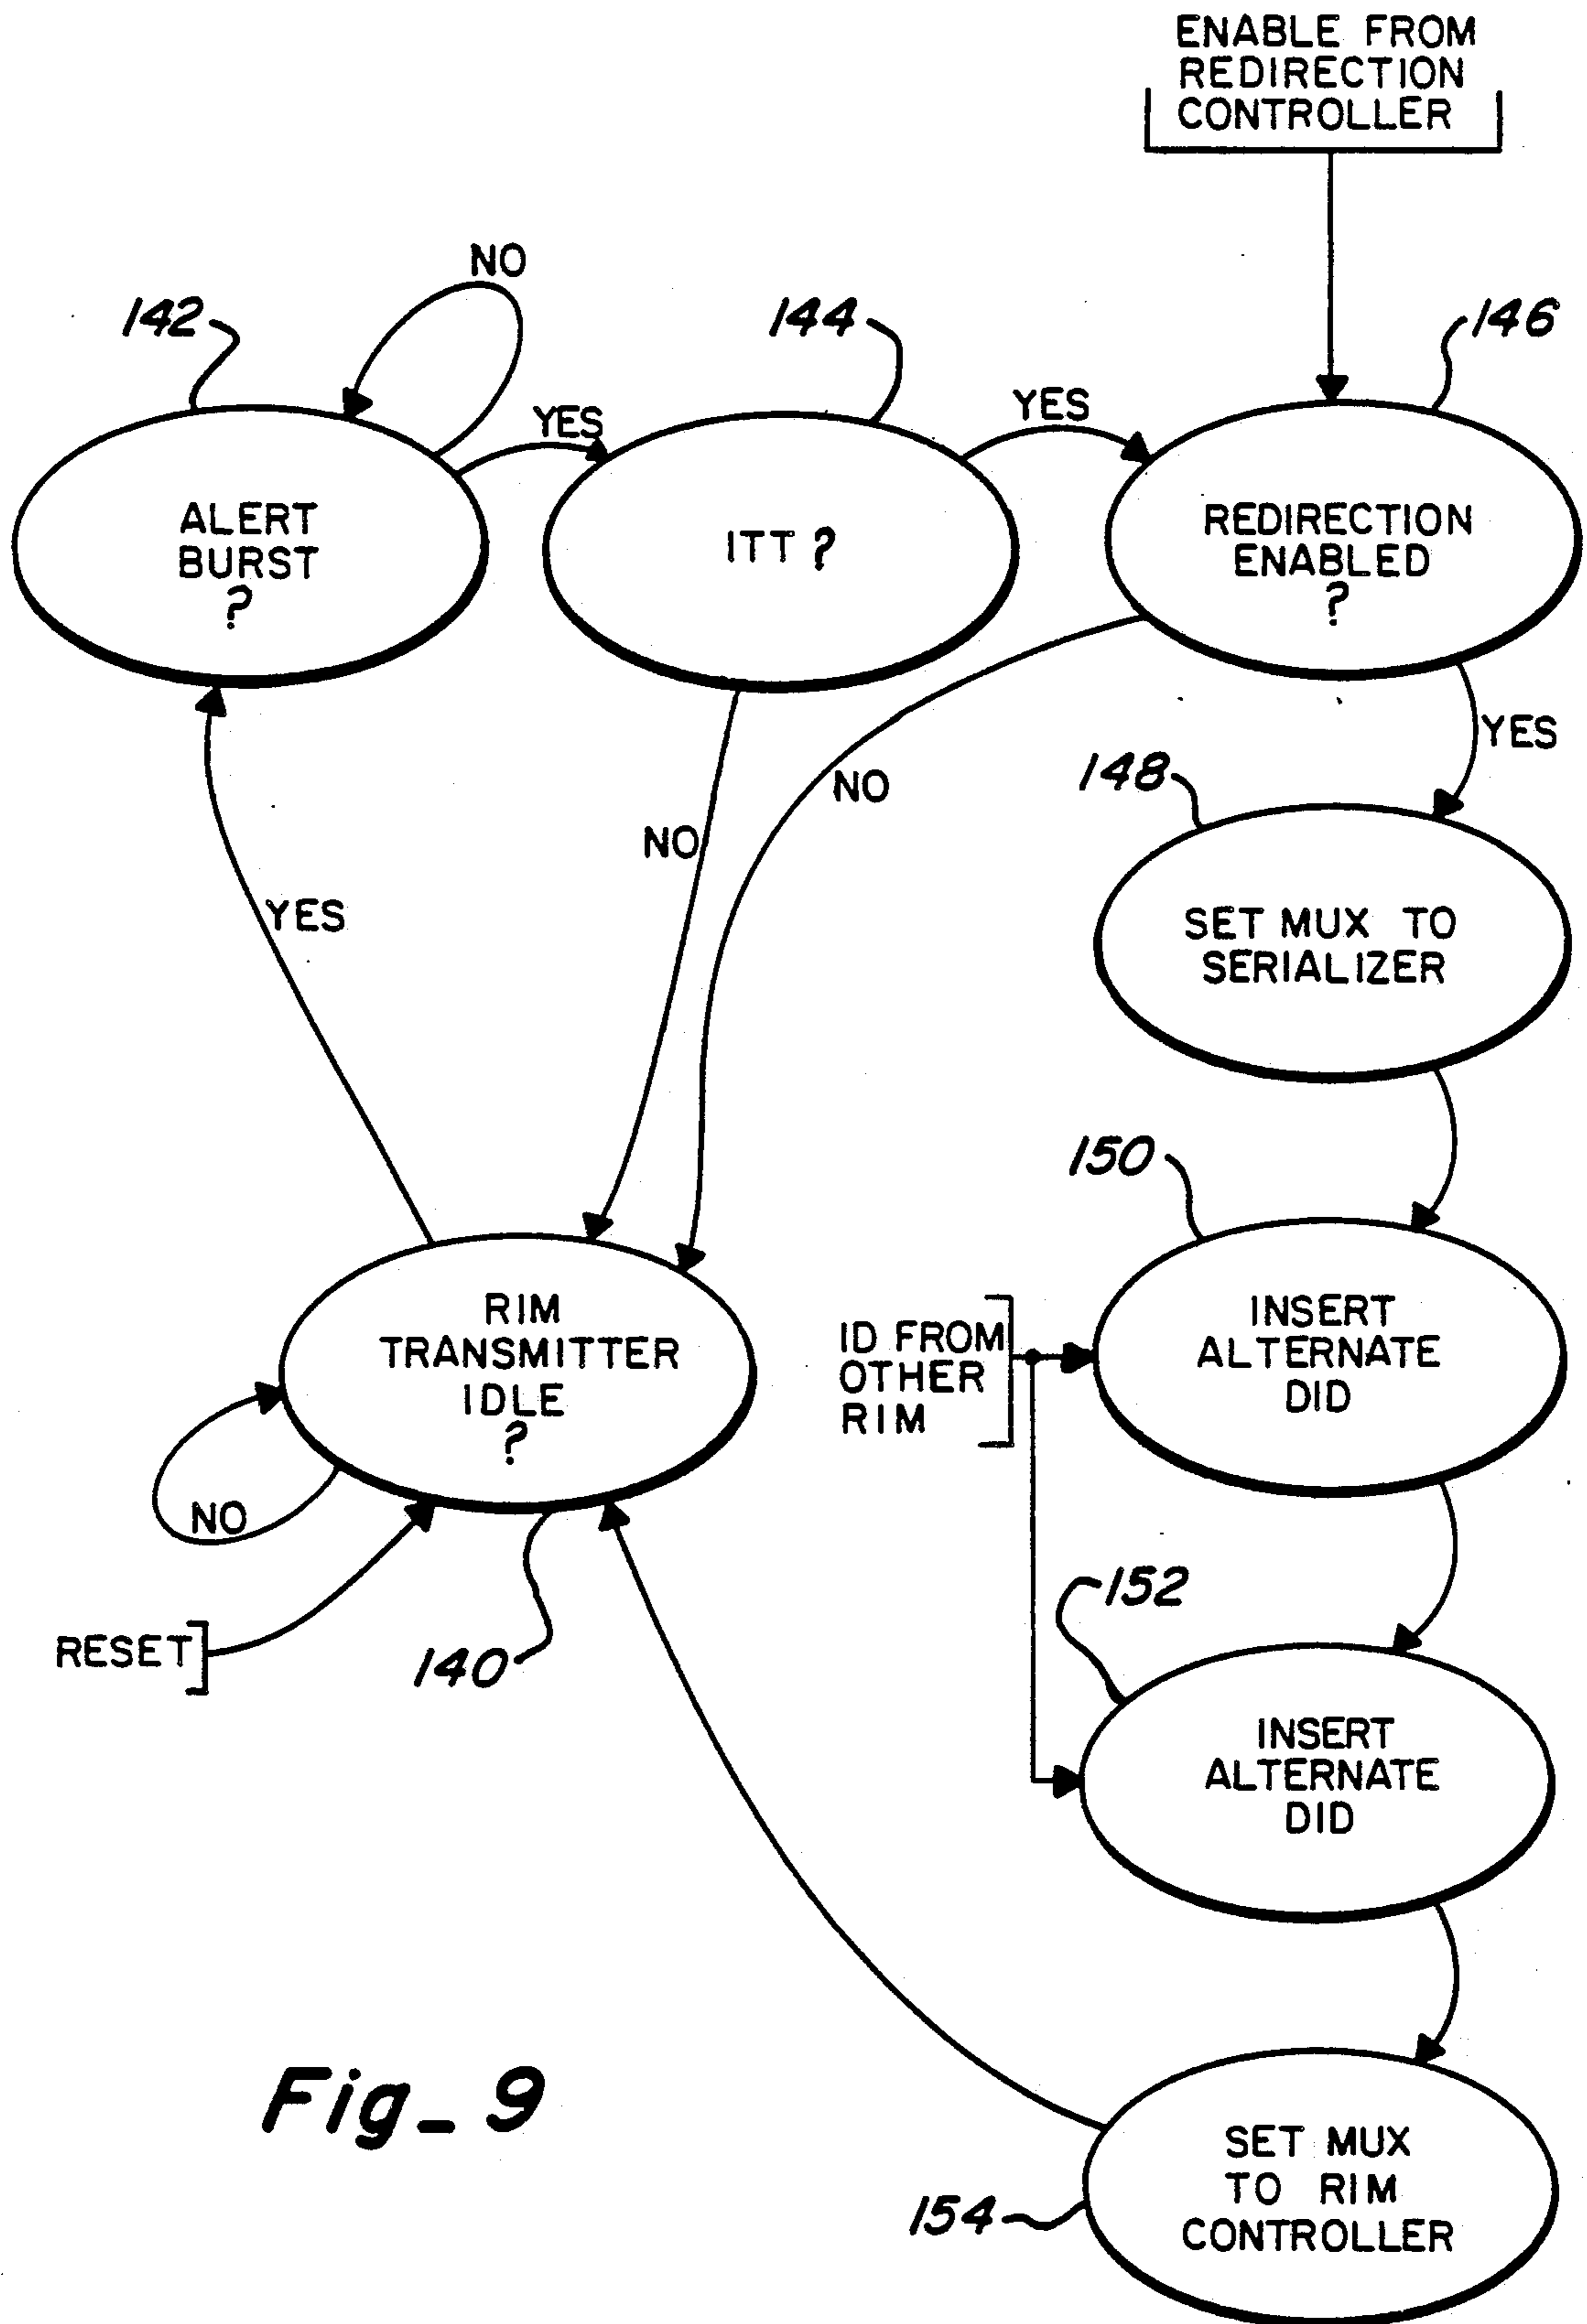 ENABLE FROM
REDIRECTION
CONTROLLER
NO
142
144
146
YES
YES
ALERT
BURST
?
ITT ?
REDIRECTION
ENABLED
?
YES
148
NO
NO
YES
SET MUX TO
SERIALIZER
150
RIM
TRANSMITTER
IDLE
?
ID FROM
OTHER
RIM
INSERT
ALTERNATE
DID
NO
152
RESET
140
INSERT
ALTERNATE
DID
Fig_ 9
SET MUX
TO RIM
CONTROLLER
154